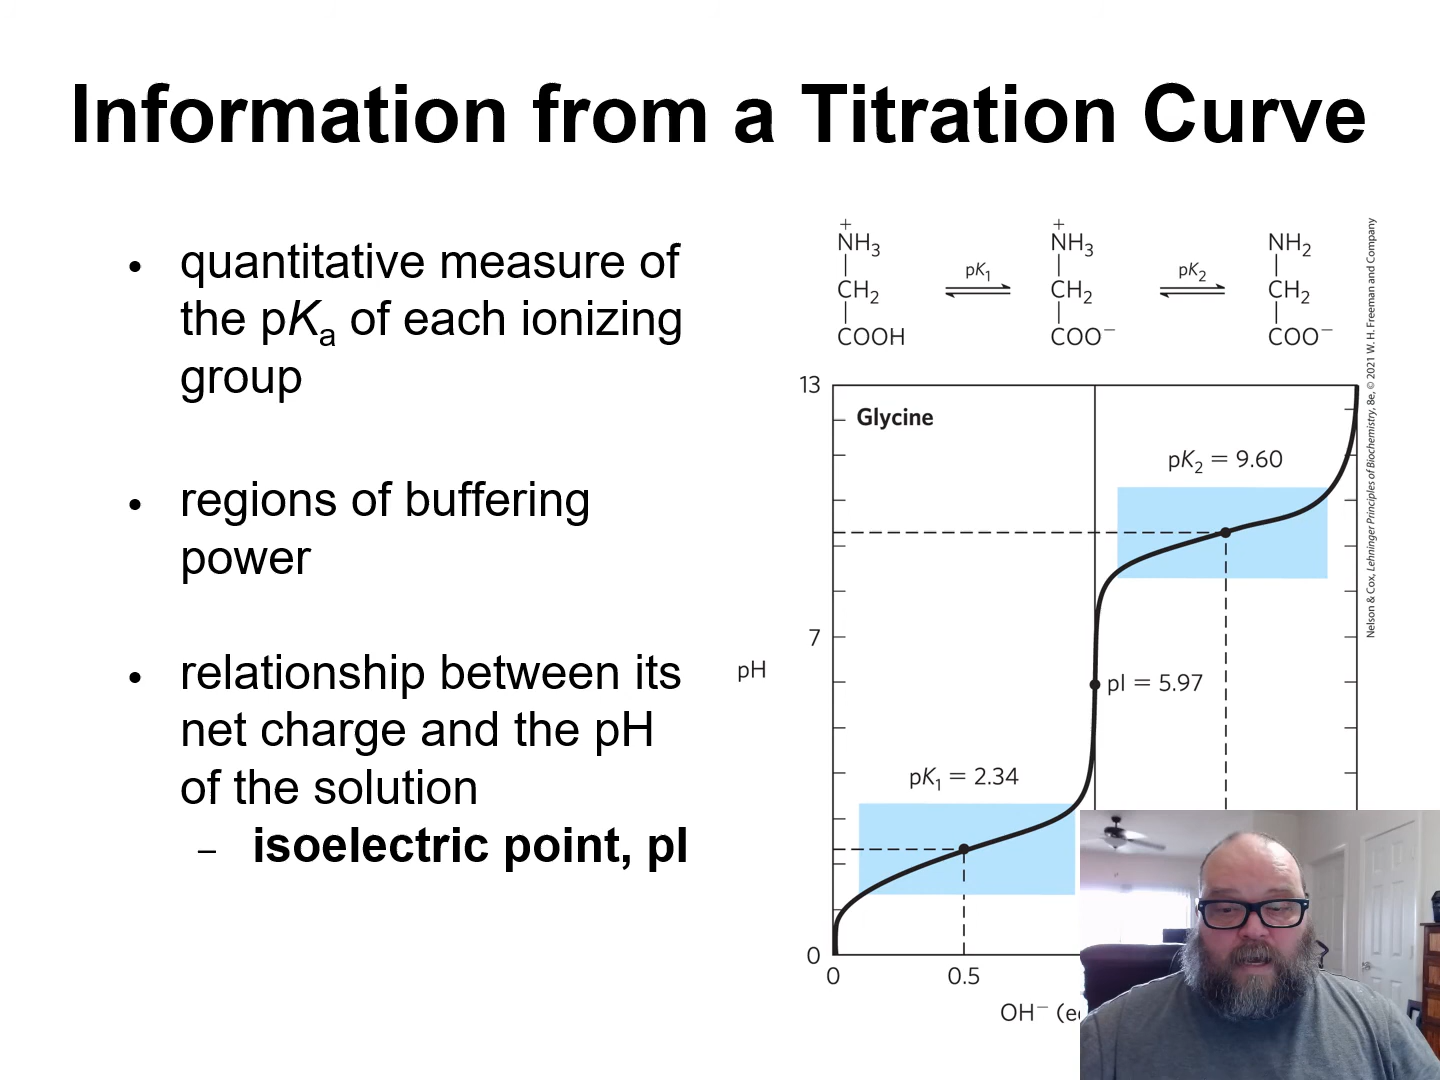 Information from a Titration Curve
• quantitative measure of
the pKa of each ionizing
group
• regions of buffering
power
• relationship between its
net charge and the pH
of the solution
– isoelectric point, pI
+ + 
NH3 NH3 NH2
pK1 pK2
CH2 CH2 CH2
COOH COO− COO−
13
Glycine
pK2 = 9.60
7
pH
pI = 5.97
pK1 = 2.34
0
0 0.5
OH− (e
Nelson & Cox, Lehninger Principles of Biochemistry, 8e, © 2021 W. H. Freeman and Company